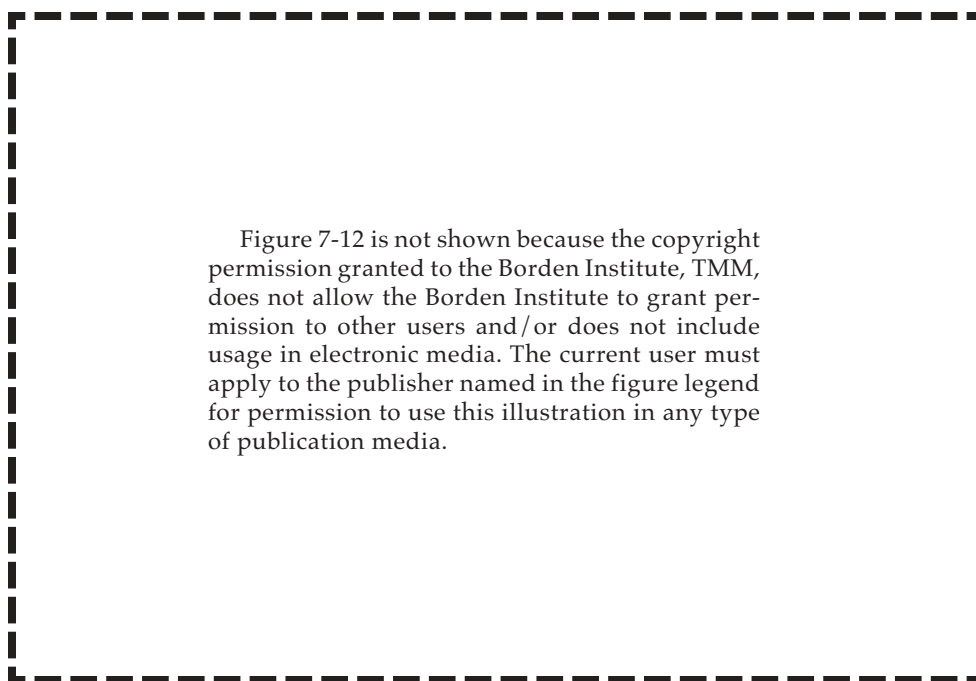 Figure 7-12 is not shown because the copyright
permission granted to the Borden Institute, TMM,
does not allow the Borden Institute to grant per-
mission to other users and/or does not include
usage in electronic media. The current user must
apply to the publisher named in the figure legend
for permission to use this illustration in any type
of publication media.